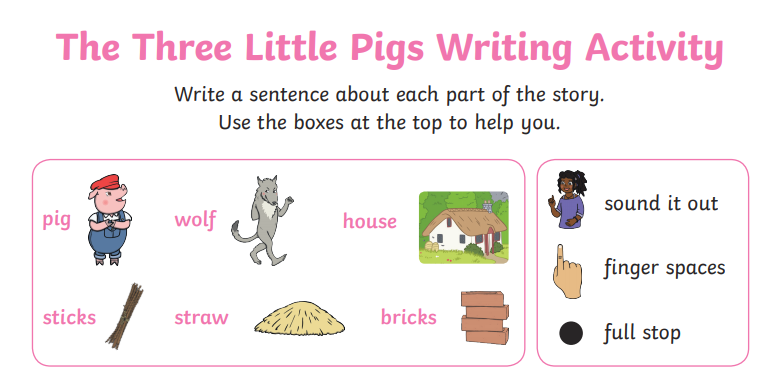 The Three Little Pigs Writing Activity
Write a sentence about each part of the story.
Use the boxes at the top to help you.
pig
wolf
house
sticks
straw
bricks
sound it out
finger spaces
full stop